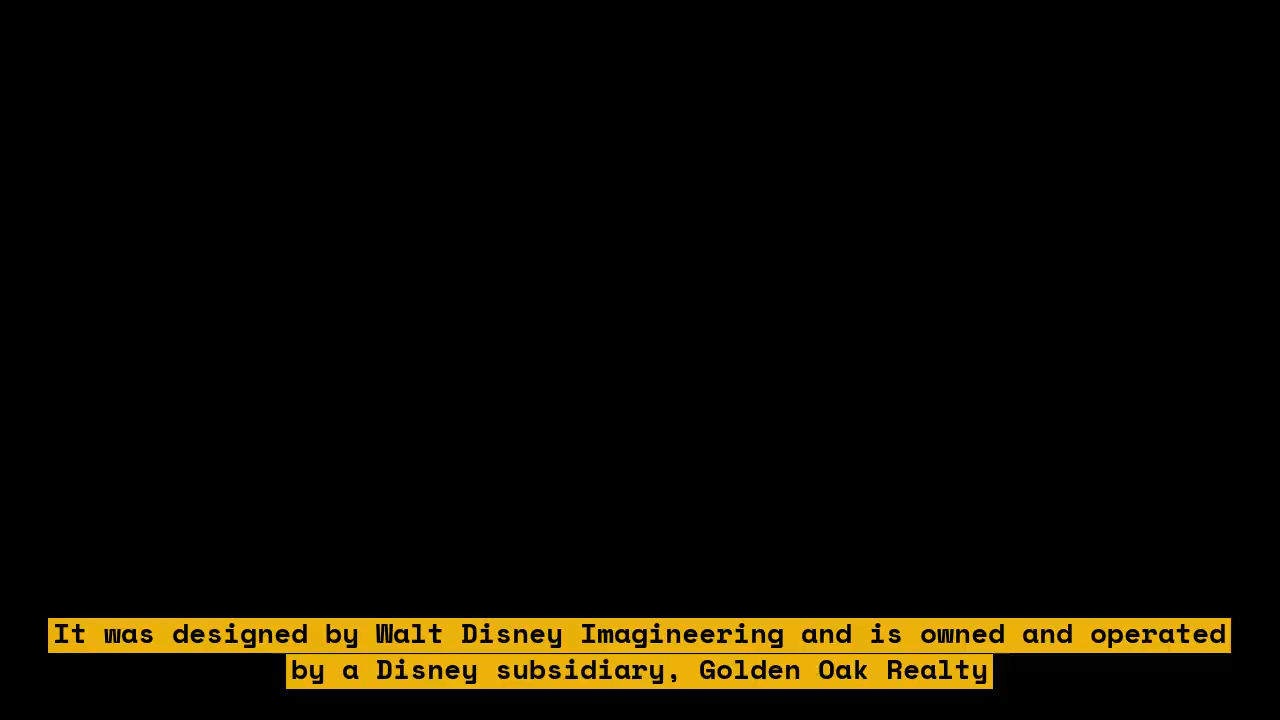 It was designed by Walt Disney Imagineering and is owned and operated
by a Disney subsidiary, Golden Oak Realty